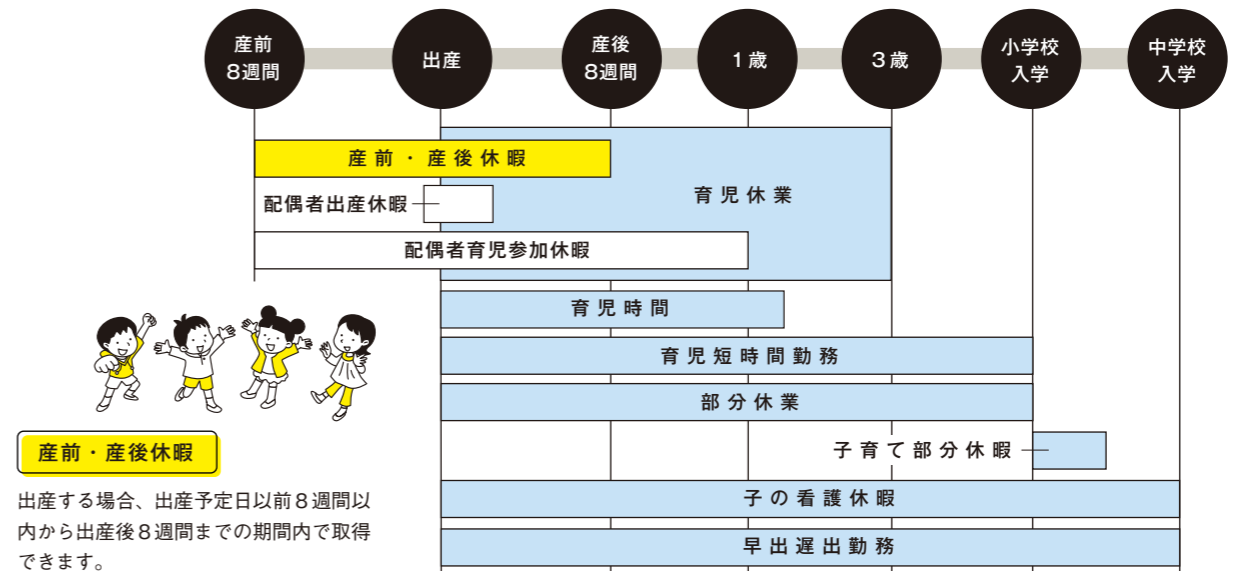 産前
8週間
出産
産後
8週間
1歳
3歳
小学校
入学
中学校
入学
産前・産後休暇
育児休業
配偶者出産休暇
配偶者育児参加休暇
育児時間
育児短時間勤務
部分休業
子育て部分休暇
子の看護休暇
早出遅出勤務
産前・産後休暇
出産する場合、出産予定日以前8週間以
内から出産後8週間までの期間内で取得
できます。